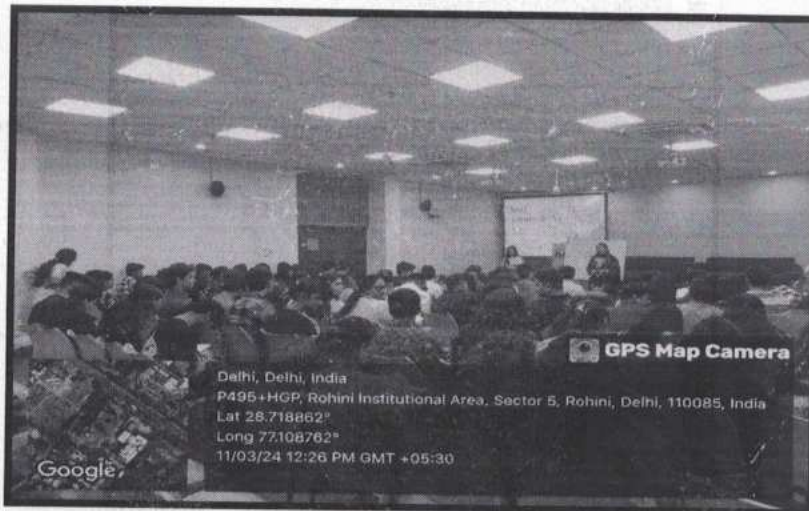 GPS Map Camera
Delhi, Delhi, India
P495+HGP, Rohini Institutional Area, Sector 5, Rohini, Delhi, 110085, India
Lat 28.718862°
Long 77.108762°
11/03/24 12:26 PM GMT +05:30
Google